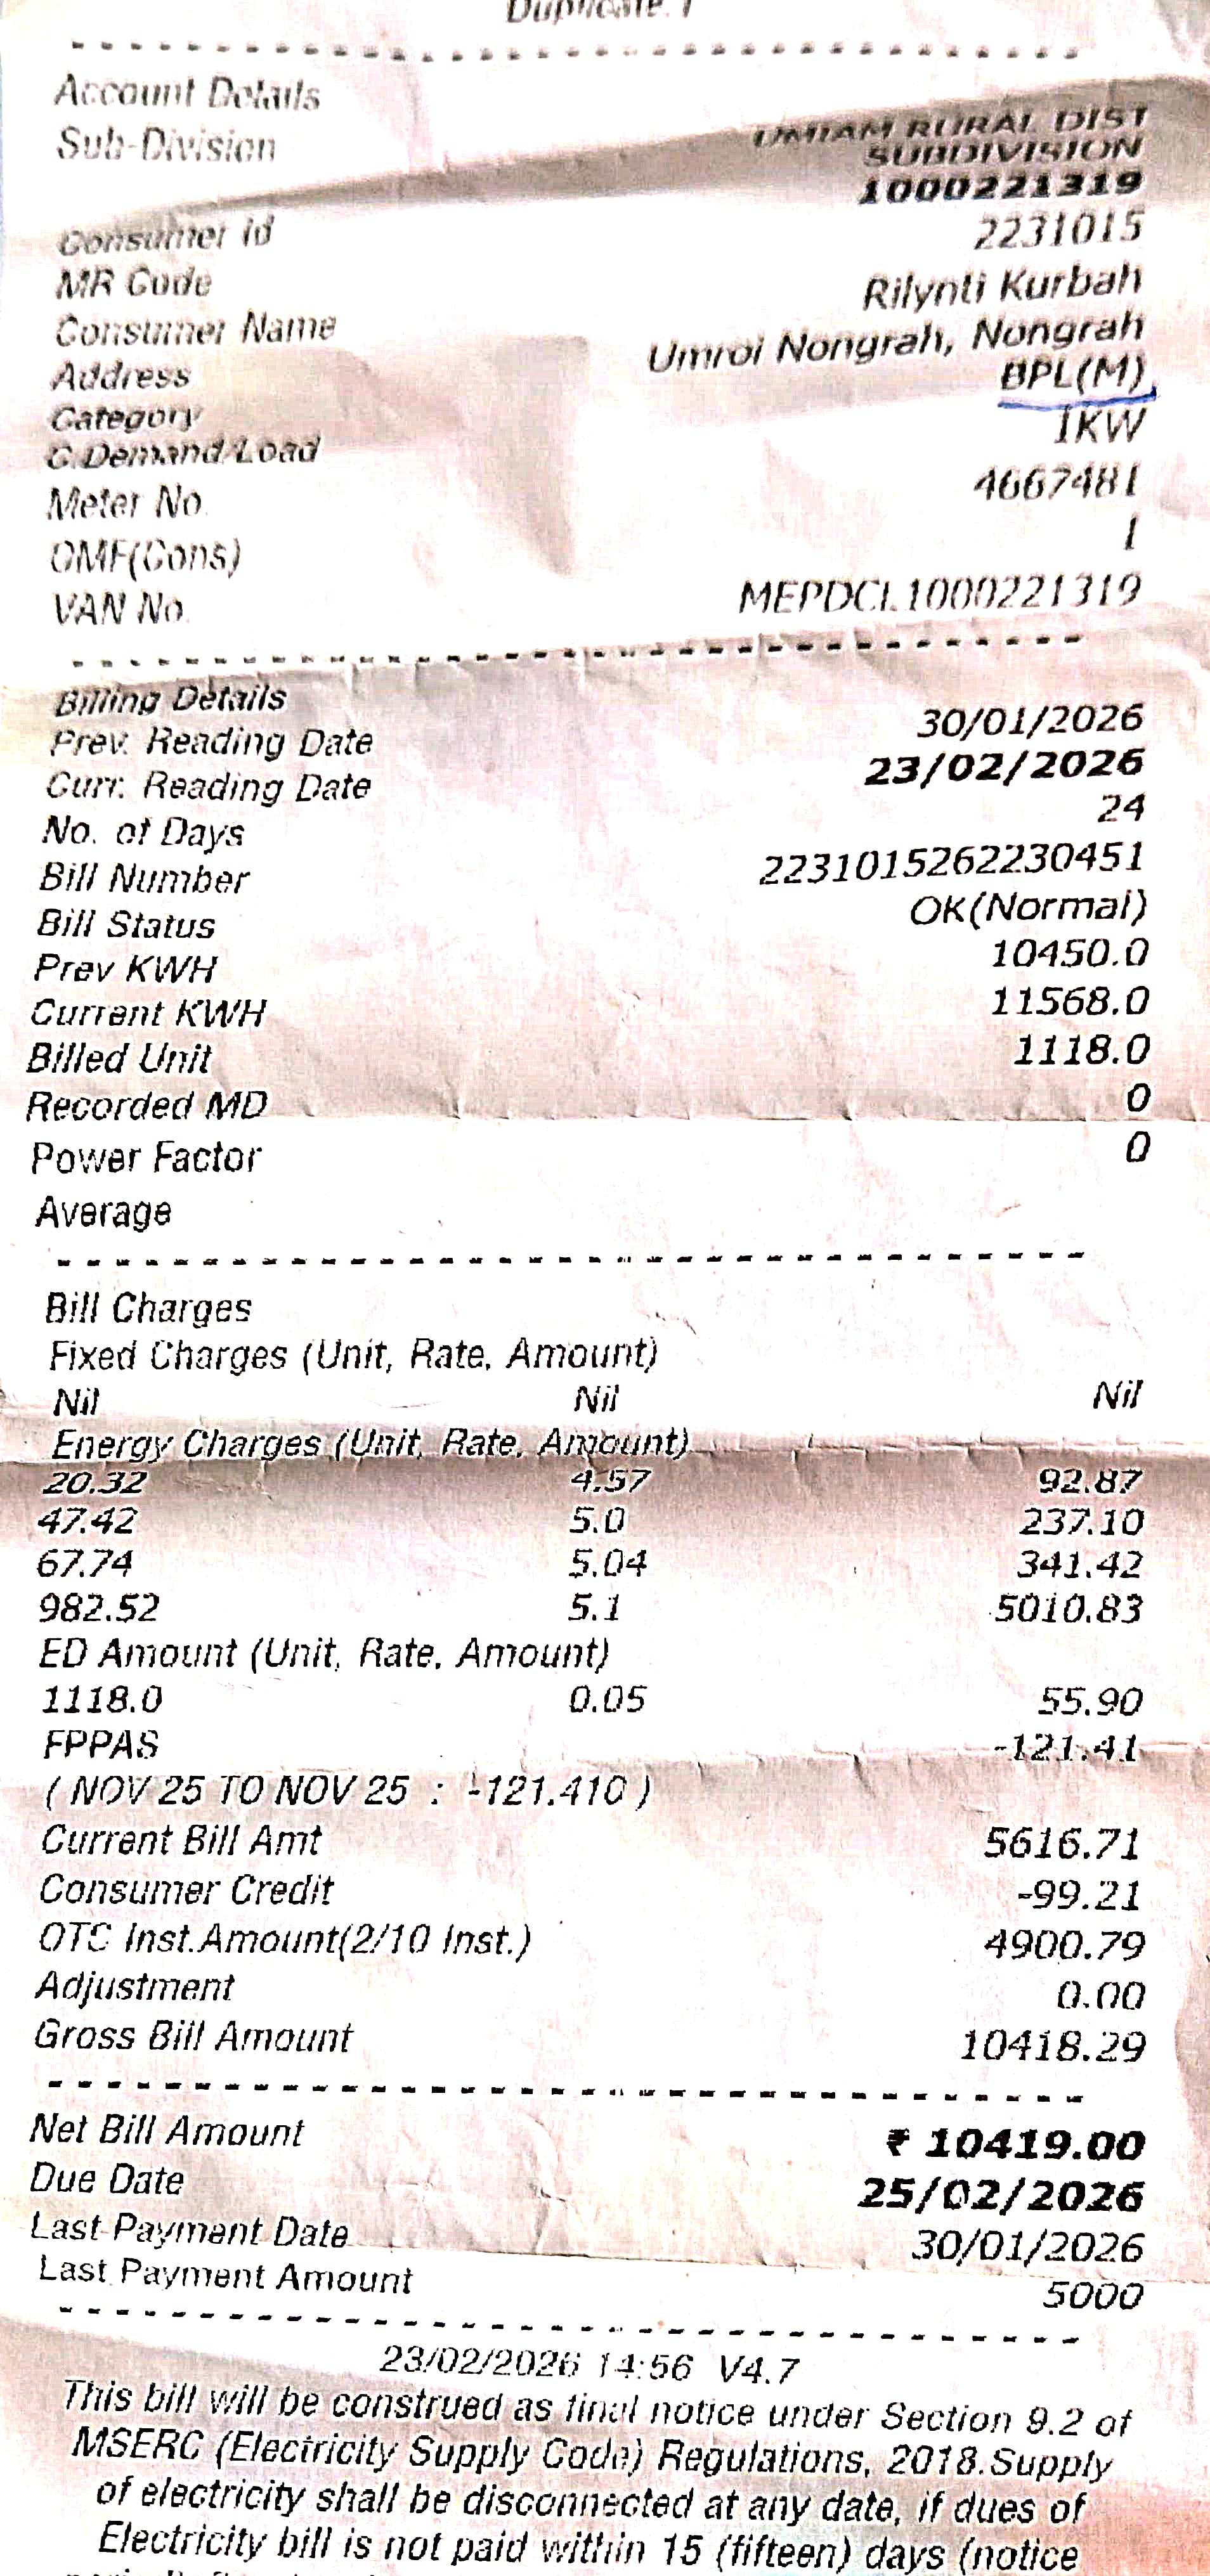 Duplicate: 1
Account Details
Sub-Division UMIAM RURAL DIST
SUBDIVISION
Consumer Id 1000221319
MR Code 2231015
Consumer Name Rilynti Kurbah
Address Umroi Nongrah, Nongrah
Category BPL(M)
C.Demand/Load 1KW
Meter No. 4667481
OMF(Cons) 1
VAN No. MEPDCL1000221319
Billing Details
Prev. Reading Date 30/01/2026
Curr. Reading Date 23/02/2026
No. of Days 24
Bill Number 2231015262230451
Bill Status OK(Normal)
Prev KWH 10450.0
Current KWH 11568.0
Billed Unit 1118.0
Recorded MD 0
Power Factor 0
Average
Bill Charges
Fixed Charges (Unit, Rate, Amount)
Nil Nil Nil
Energy Charges (Unit, Rate, Amount)
20.32 4.57 92.87
47.42 5.0 237.10
67.74 5.04 341.42
982.52 5.1 5010.83
ED Amount (Unit, Rate, Amount)
1118.0 0.05 55.90
FPPAS -121.41
( NOV 25 TO NOV 25 : -121.410 )
Current Bill Amt 5616.71
Consumer Credit -99.21
OTC Inst.Amount(2/10 Inst.) 4900.79
Adjustment 0.00
Gross Bill Amount 10418.29
Net Bill Amount ₹ 10419.00
Due Date 25/02/2026
Last Payment Date 30/01/2026
Last Payment Amount 5000
23/02/2026 14:56 V4.7
This bill will be construed as final notice under Section 9.2 of
MSERC (Electricity Supply Code) Regulations, 2018.Supply
of electricity shall be disconnected at any date, if dues of
Electricity bill is not paid within 15 (fifteen) days (notice